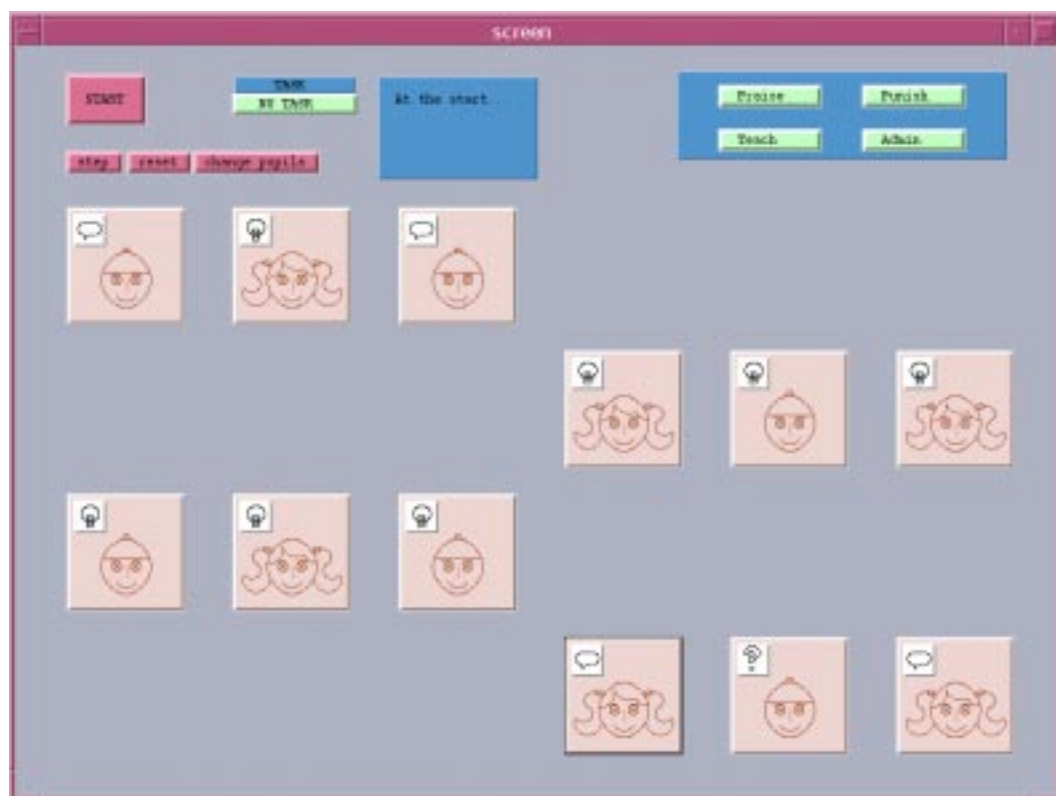 screen
START
TASK
NO TASK
At the start...
Praise
Punish
Teach
Admin
step
reset
change pupils